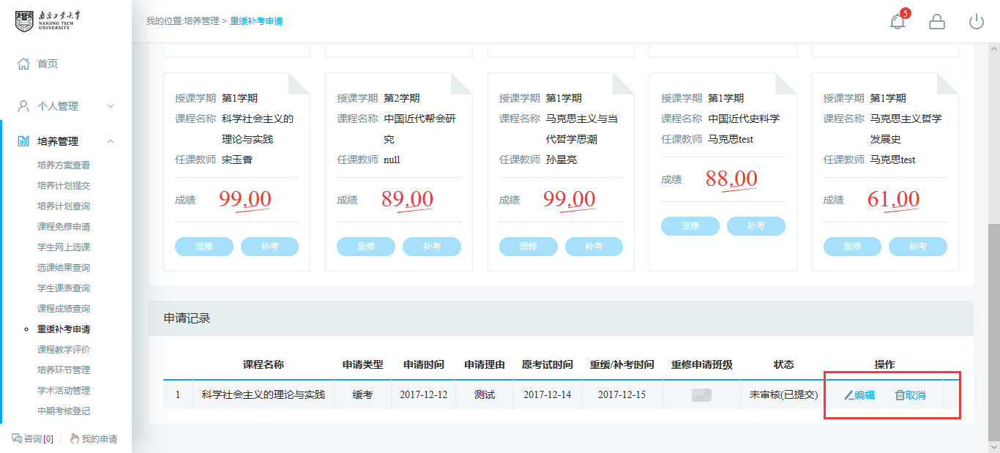 南京工業大學
NANJING TECH
UNIVERSITY
我的位置:培养管理 > 重缓补考申请
5
首页
个人管理
培养管理
培养方案查看
培养计划提交
培养计划查询
课程免修申请
学生网上选课
选课结果查询
学生课表查询
课程成绩查询
重缓补考申请
课程教学评价
培养环节管理
学术活动管理
中期考核登记
咨询[0]
我的申请
授课学期 第1学期
课程名称 科学社会主义的
理论与实践
任课教师 宋玉香
成绩 99.00
重修 补考
授课学期 第2学期
课程名称 中国近代帮会研
究
任课教师 null
成绩 89.00
重修 补考
授课学期 第1学期
课程名称 马克思主义与当
代哲学思潮
任课教师 孙星亮
成绩 99.00
重修 补考
授课学期 第1学期
课程名称 中国近代史料学
任课教师 马克思test
成绩 88.00
重修 补考
授课学期 第1学期
课程名称 马克思主义哲学
发展史
任课教师 马克思test
成绩 61.00
重修 补考
申请记录
课程名称 申请类型 申请时间 申请理由 原考试时间 重缓/补考时间 重修申请班级 状态 操作
1 科学社会主义的理论与实践 缓考 2017-12-12 测试 2017-12-14 2017-12-15 未审核(已提交) 编辑 取消